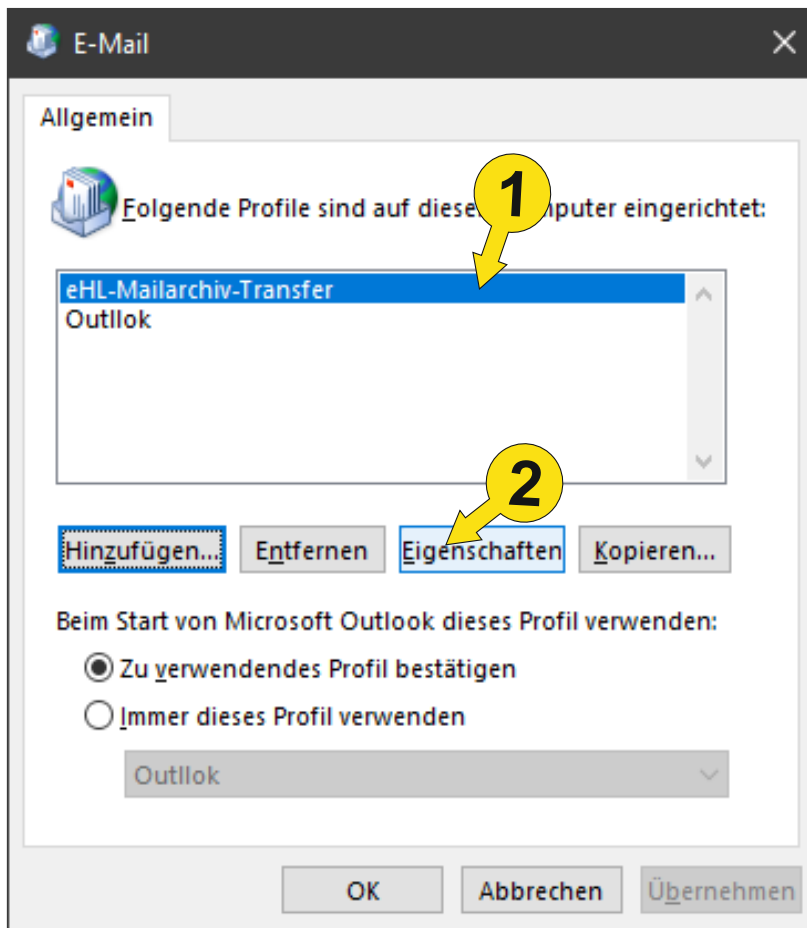 E-Mail
Allgemein
Folgende Profile sind auf diese mputer eingerichtet:
1
eHL-Mailarchiv-Transfer
Outllok
2
Hinzufügen... Entfernen Eigenschaften Kopieren...
Beim Start von Microsoft Outlook dieses Profil verwenden:
Zu verwendendes Profil bestätigen
Immer dieses Profil verwenden
Outllok
OK Abbrechen Übernehmen